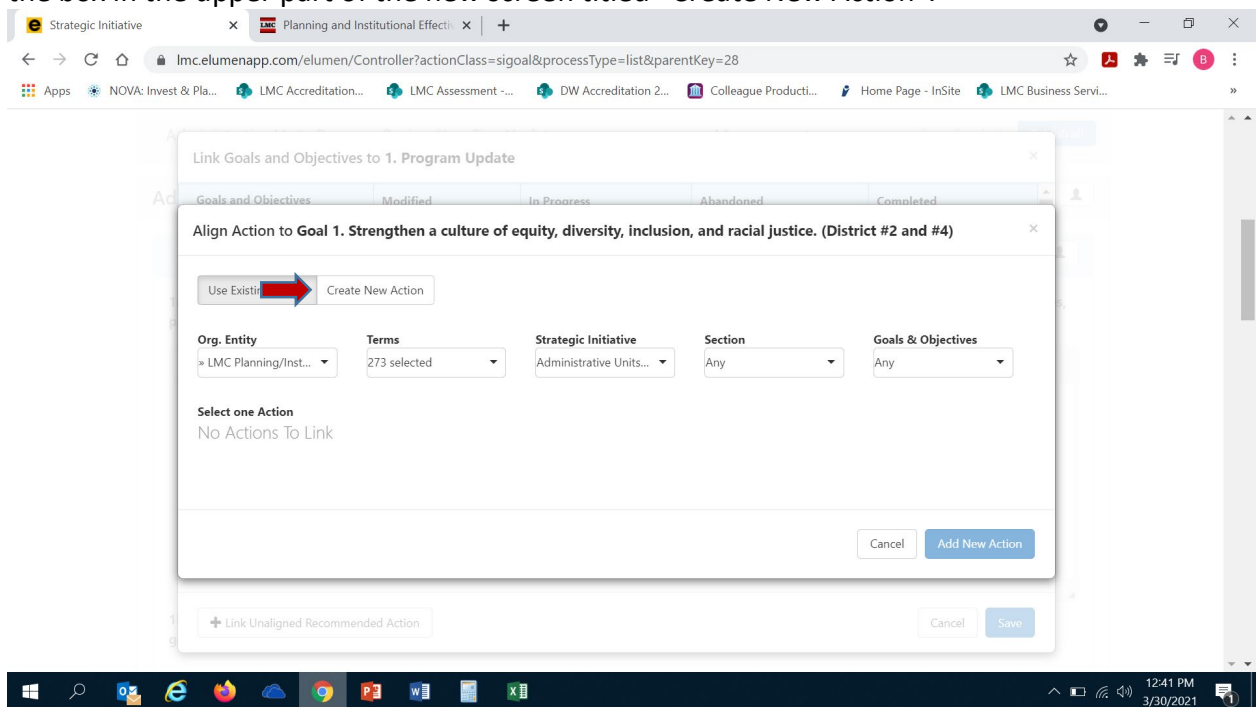 the box in the upper part of the new screen titled "Create New Action".
Strategic Initiative
LMC Planning and Institutional Effectiv
lmc.elumenapp.com/elumen/Controller?actionClass=sigoal&processType=list&parentKey=28
B
Apps NOVA: Invest & Pla... LMC Accreditation... LMC Assessment -... DW Accreditation 2... Colleague Producti... Home Page - InSite LMC Business Servi... »
Link Goals and Objectives to 1. Program Update ×
Ad
Goals and Objectives Modified In Progress Abandoned Completed
Align Action to Goal 1. Strengthen a culture of equity, diversity, inclusion, and racial justice. (District #2 and #4) ×
Create New Action
Org. Entity Terms Strategic Initiative Section Goals & Objectives
» LMC Planning/Inst... 273 selected Administrative Units... Any Any
Select one Action
No Actions To Link
Cancel Add New Action
+ Link Unaligned Recommended Action Cancel Save
12:41 PM
3/30/2021